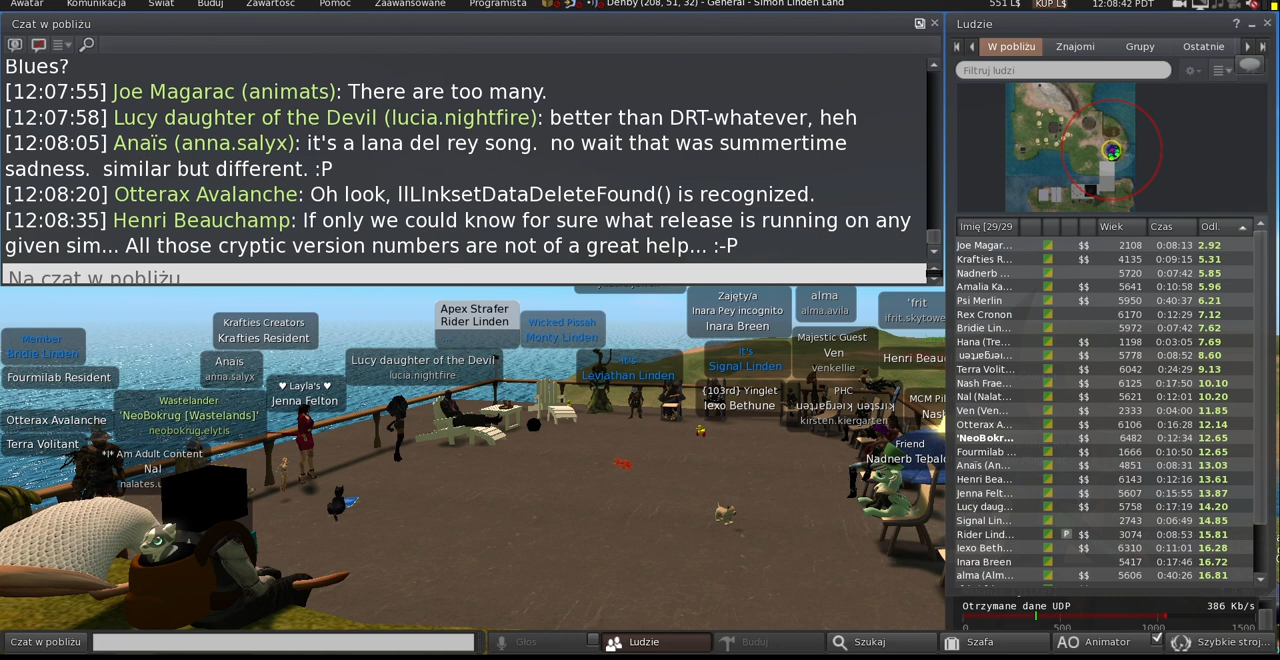 Awatar Komunikacja Świat Buduj Zawartość Pomoc Zaawansowane Programista Denby (208, 51, 32) - General - Simon Linden Land 551 L$ KUP L$ 12:08:42 PDT
Czat w pobliżu
Blues?
[12:07:55] Joe Magarac (animats): There are too many.
[12:07:58] Lucy daughter of the Devil (lucia.nightfire): better than DRT-whatever, heh
[12:08:05] Anaïs (anna.salyx): it's a lana del rey song.  no wait that was summertime
sadness.  similar but different. :P
[12:08:20] Otterax Avalanche: Oh look, llLInksetDataDeleteFound() is recognized.
[12:08:35] Henri Beauchamp: If only we could know for sure what release is running on any
given sim... All those cryptic version numbers are not of a great help... :-P
Na czat w pobliżu
Member
Bridie Linden
Fourmilab Resident
Otterax Avalanche
Terra Volitant
Krafties Creators
Krafties Resident
Anaïs
anna.salyx
Wastelander
'NeoBokrug [Wastelands]'
neobokrug.elytis
*I* Am Adult Content
Nal
♥ Layla's ♥
Jenna Felton
Lucy daughter of the Devil
lucia.nightfire
Apex Strafer
Rider Linden
Wicked Pissah
Monty Linden
It's
Leviathan Linden
Zajęty/a
Inara Pey incognito
Inara Breen
It's
Signal Linden
{103rd} Yinglet
Iexo Bethune
alma
alma.avila
Majestic Guest
Ven
venkellie
PHC
kirsten.kiergarten
'frit
Henri Beauc
MCM Pil
Nash
Friend
Nadnerb Tebald
Ludzie
W pobliżu Znajomi Grupy Ostatnie
Filtruj ludzi
Imię [29/29 Wiek Czas Odl.
Joe Magar... $$ 2108 0:08:13 2.92
Krafties R... $$ 4135 0:09:15 5.31
Nadnerb ... 5720 0:07:42 5.85
Amalia Ka... $$ 5641 0:10:58 5.96
Psi Merlin $$ 5950 0:40:37 6.21
Rex Cronon 6170 0:12:29 7.12
Bridie Lin... 5972 0:07:42 7.62
Hana (Tre... $$ 1198 0:03:05 7.69
$$ 5778 0:08:52 8.60
Terra Volit... 6042 0:24:29 9.13
Nash Frae... $$ 6125 0:17:50 10.10
Nal (Nalat... $$ 5621 0:12:01 10.20
Ven (Ven... $$ 2333 0:04:00 11.85
Otterax A... 6106 0:16:28 12.14
'NeoBokr... $$ 6482 0:12:34 12.65
Fourmilab ... $$ 1666 0:10:50 12.65
Anaïs (An... 4851 0:08:31 13.03
Henri Bea... $$ 6143 0:12:16 13.61
Jenna Felt... $$ 5607 0:15:55 13.87
Lucy daug... $$ 5758 0:17:19 14.20
Signal Lin... 2743 0:06:49 14.85
Rider Lind... P $$ 3074 0:08:53 15.81
Iexo Beth... $$ 6310 0:11:01 16.28
Inara Breen 5417 0:17:46 16.72
alma (Alm... $$ 5606 0:40:26 16.81
Otrzymane dane UDP 386 Kb/s
0 500 1000 1500
Czat w pobliżu Głos Ludzie Buduj Szukaj Szafa AO Animator Szybkie stroj...